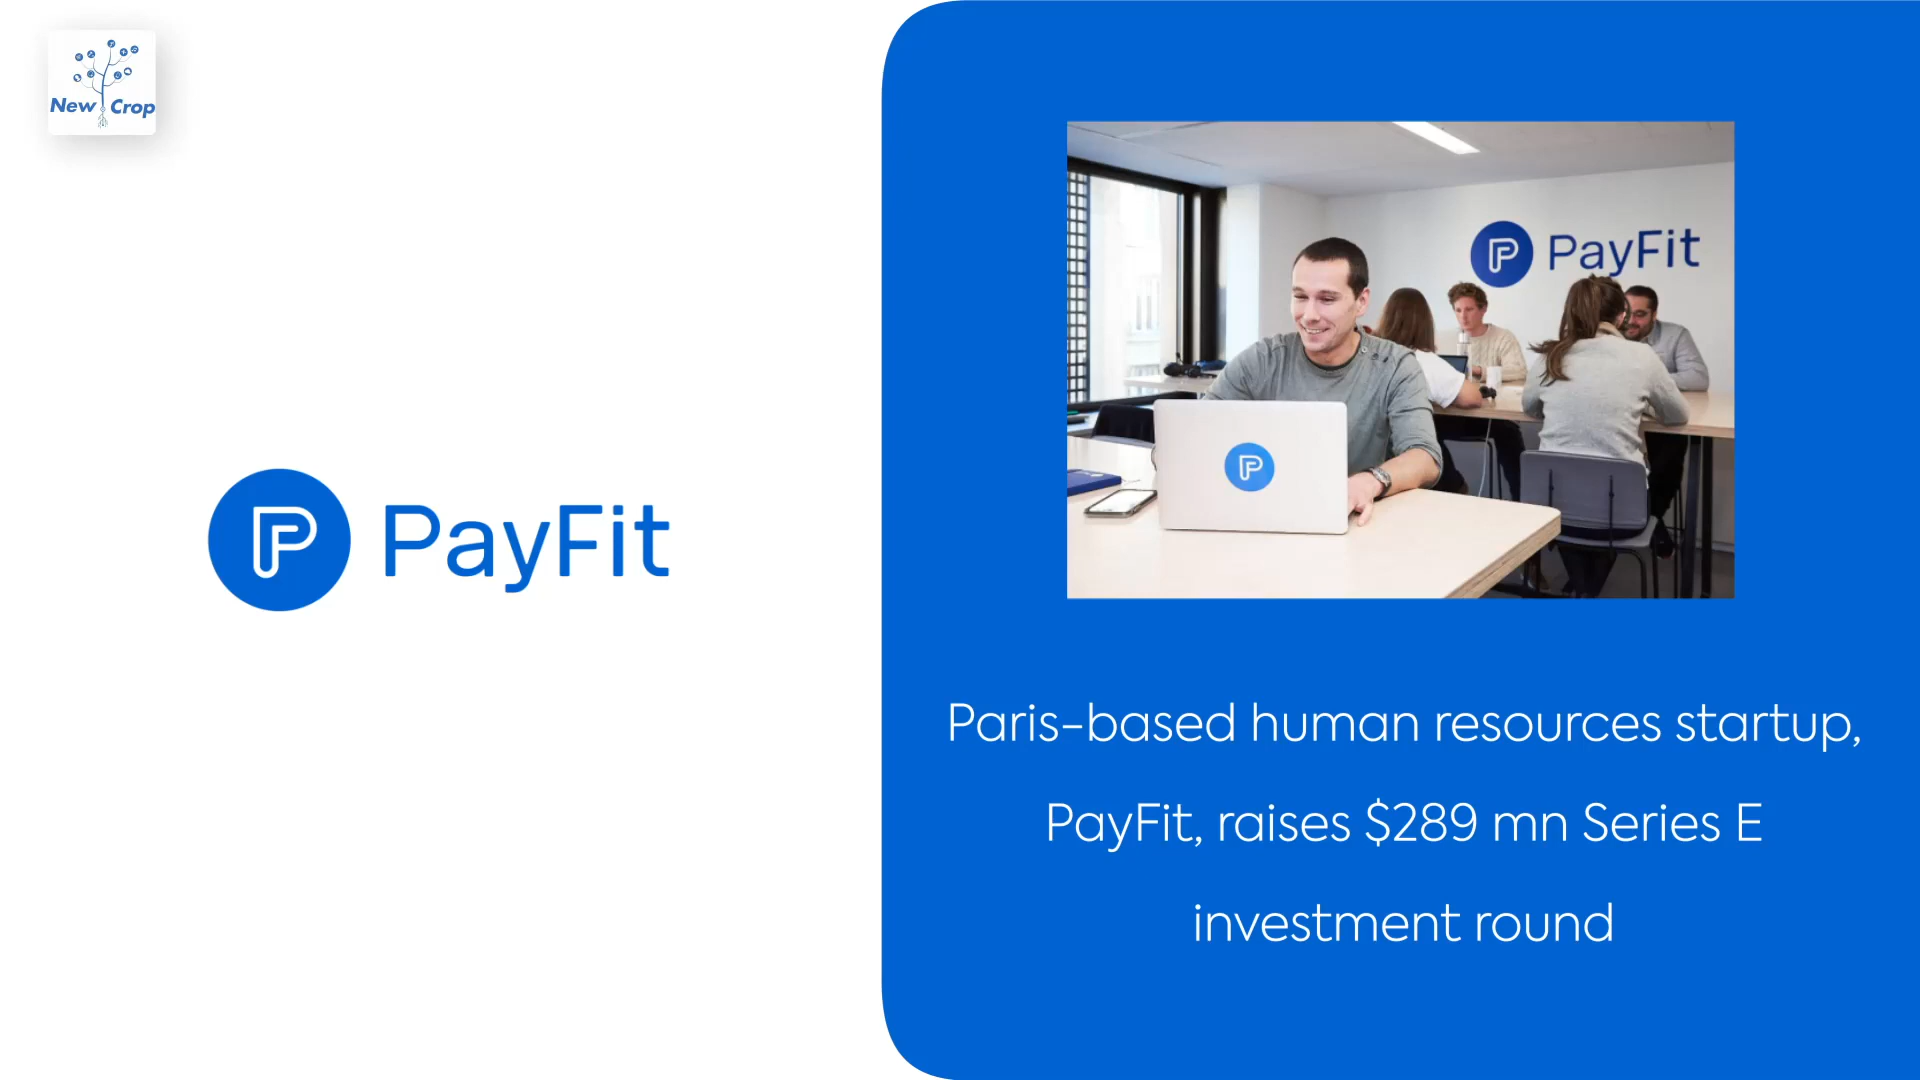 New Crop
PayFit
PayFit
Paris-based human resources startup,
PayFit, raises $289 mn Series E
investment round